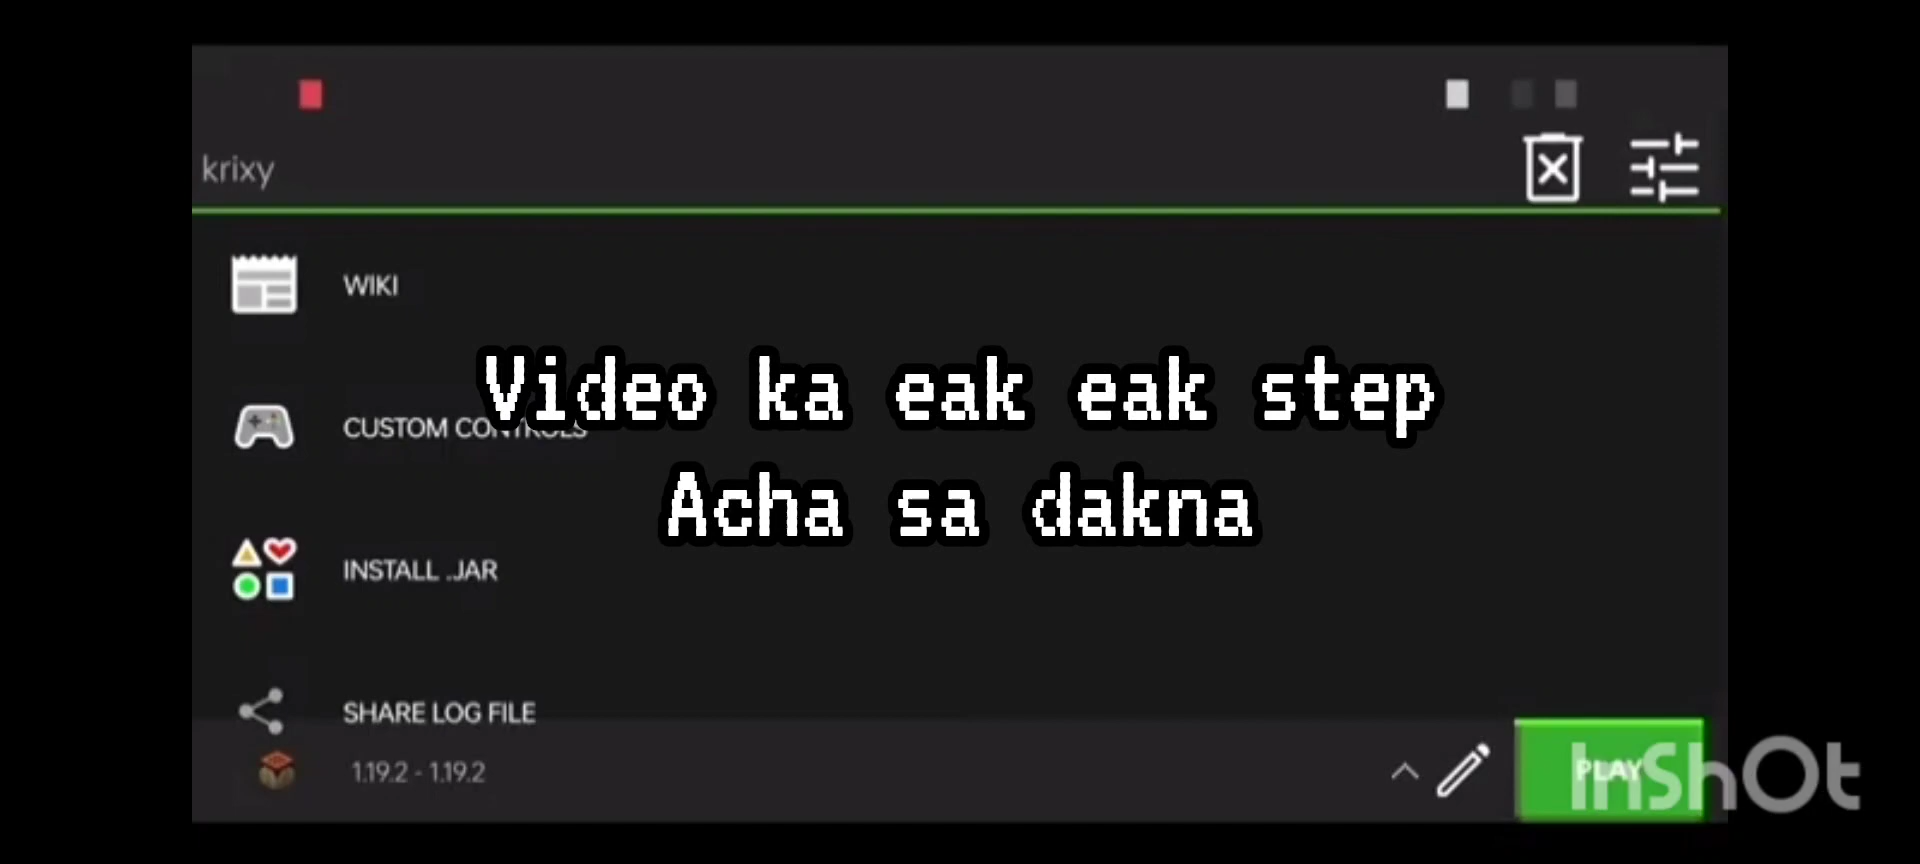 krixy
WIKI
Video ka eak eak step
CUSTOM CONTROLS
Acha sa dakna
INSTALL .JAR
SHARE LOG FILE
1.19.2 - 1.19.2
PLAY
InShOt